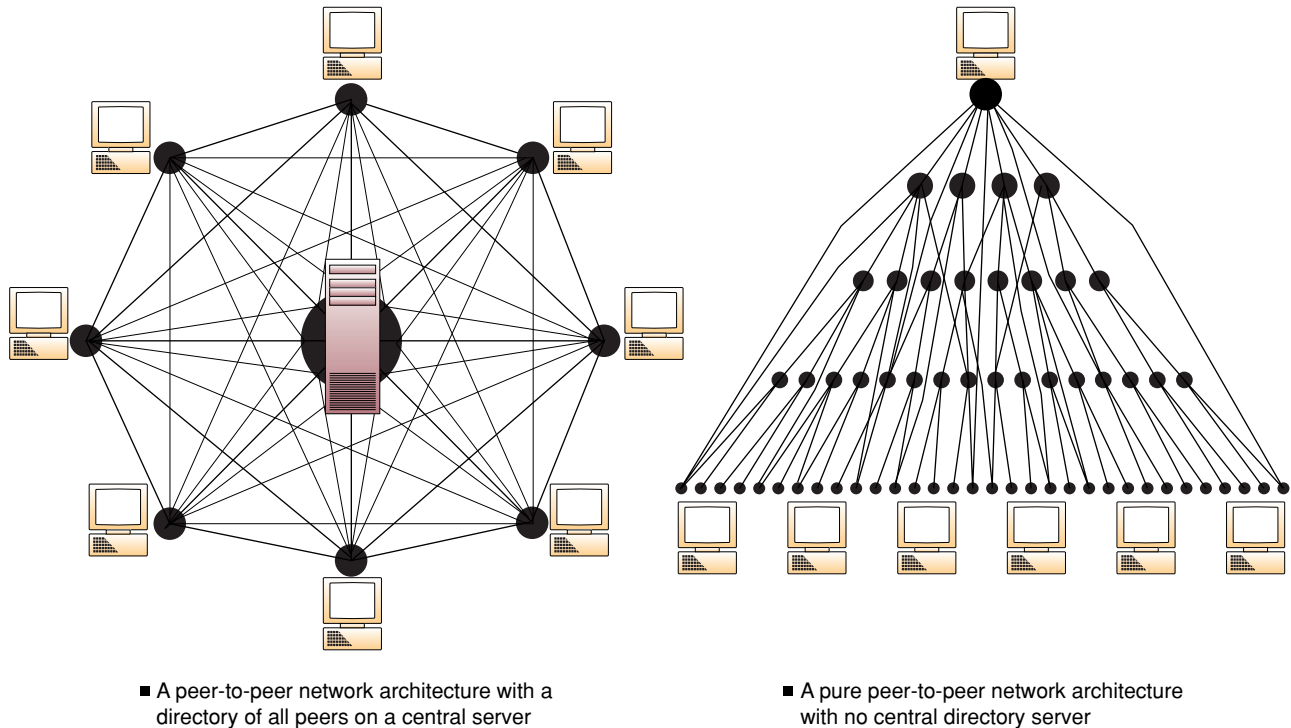 ■ A peer-to-peer network architecture with a
directory of all peers on a central server
■ A pure peer-to-peer network architecture
with no central directory server